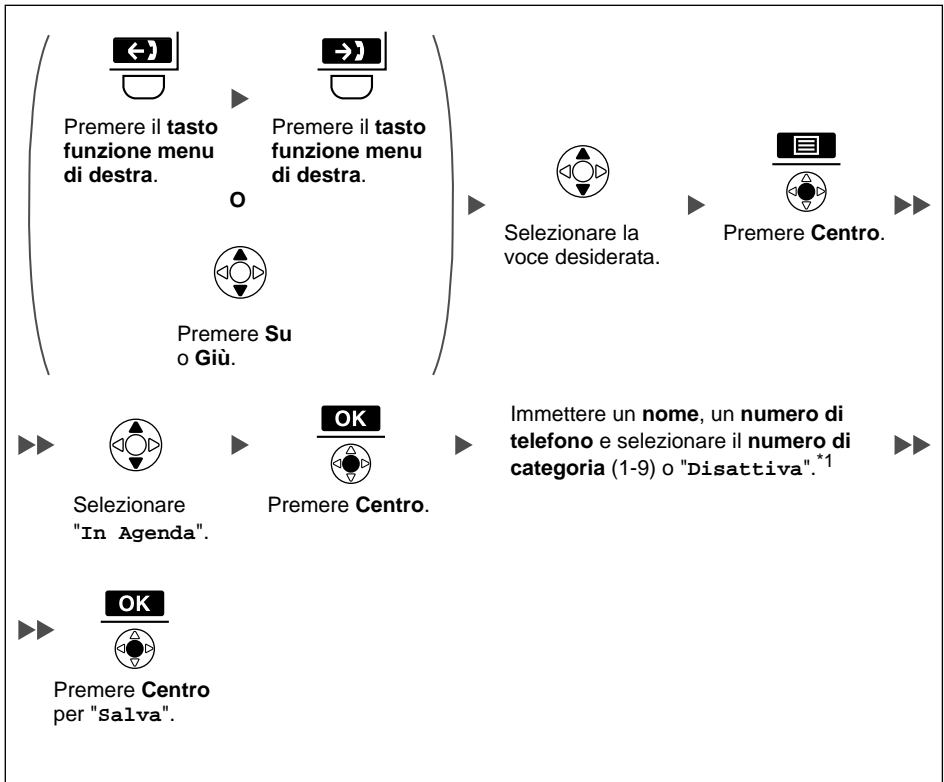 Premere il tasto
funzione menu
di destra.
Premere il tasto
funzione menu
di destra.
O
Premere Su
o Giù.
Selezionare la
voce desiderata.
Premere Centro.
Selezionare
"In Agenda".
OK
Premere Centro.
Immettere un nome, un numero di
telefono e selezionare il numero di
categoria (1-9) o "Disattiva".*1
OK
Premere Centro
per "Salva".